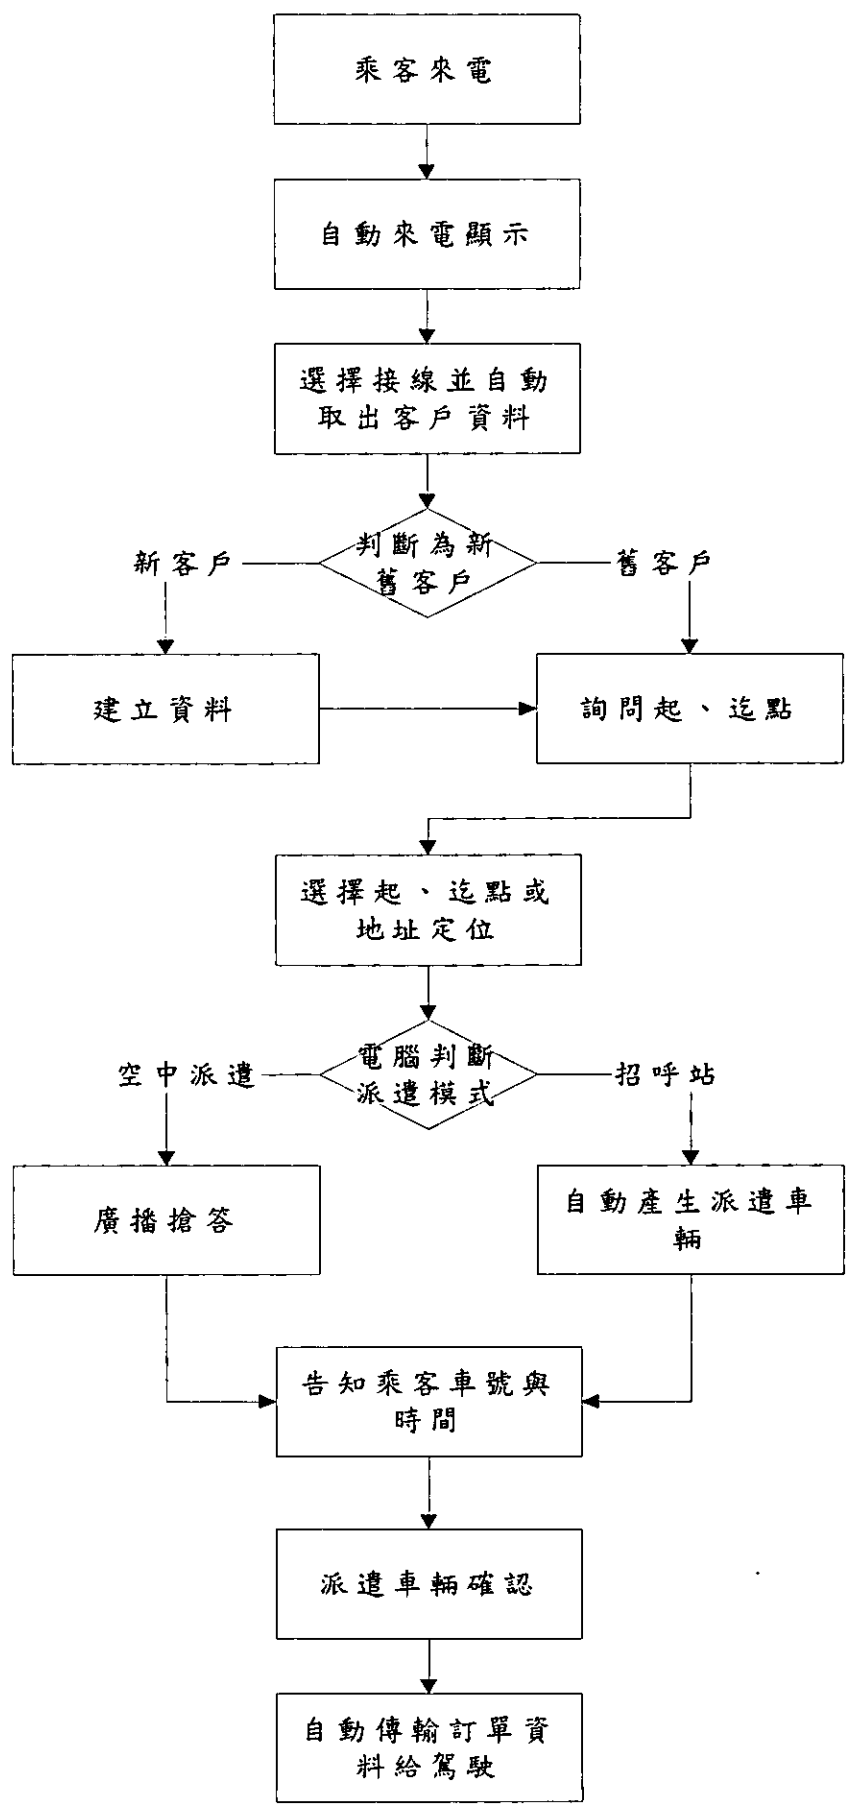 乘客來電
自動來電顯示
選擇接線並自動
取出客戶資料
判斷為新
舊客戶
新客戶
舊客戶
建立資料
詢問起、迄點
選擇起、迄點或
地址定位
電腦判斷
派遣模式
空中派遣
招呼站
廣播搶答
自動產生派遣車
輛
告知乘客車號與
時間
派遣車輛確認
自動傳輸訂單資
料給駕駛